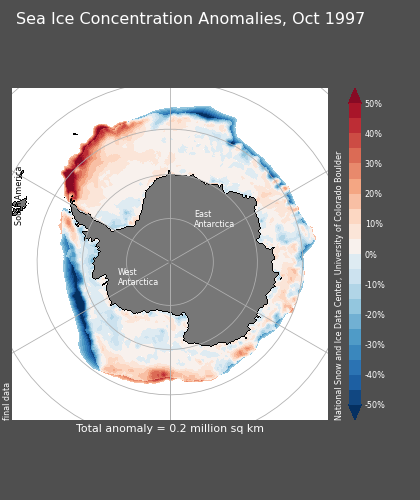 Sea Ice Concentration Anomalies, Oct 1997
South America
East
Antarctica
West
Antarctica
final data
National Snow and Ice Data Center, University of Colorado Boulder
50%
40%
30%
20%
10%
0%
-10%
-20%
-30%
-40%
-50%
Total anomaly = 0.2 million sq km